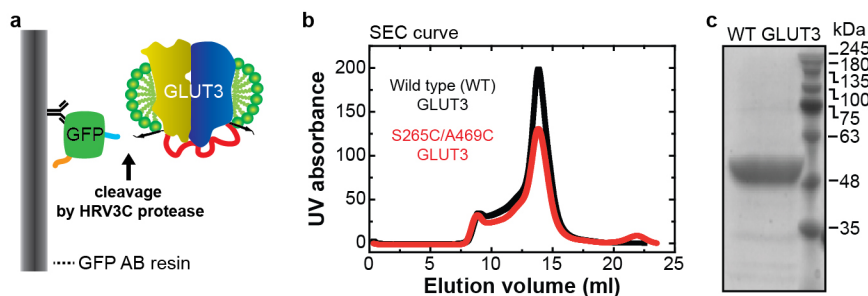 a
GLUT3
GFP
cleavage
by HRV3C protease
GFP AB resin
b
SEC curve
UV absorbance
200
150
100
50
0
Wild type (WT)
GLUT3
S265C/A469C
GLUT3
0 5 10 15 20 25
Elution volume (ml)
c
WT GLUT3 kDa
245
180
135
100
75
63
48
35